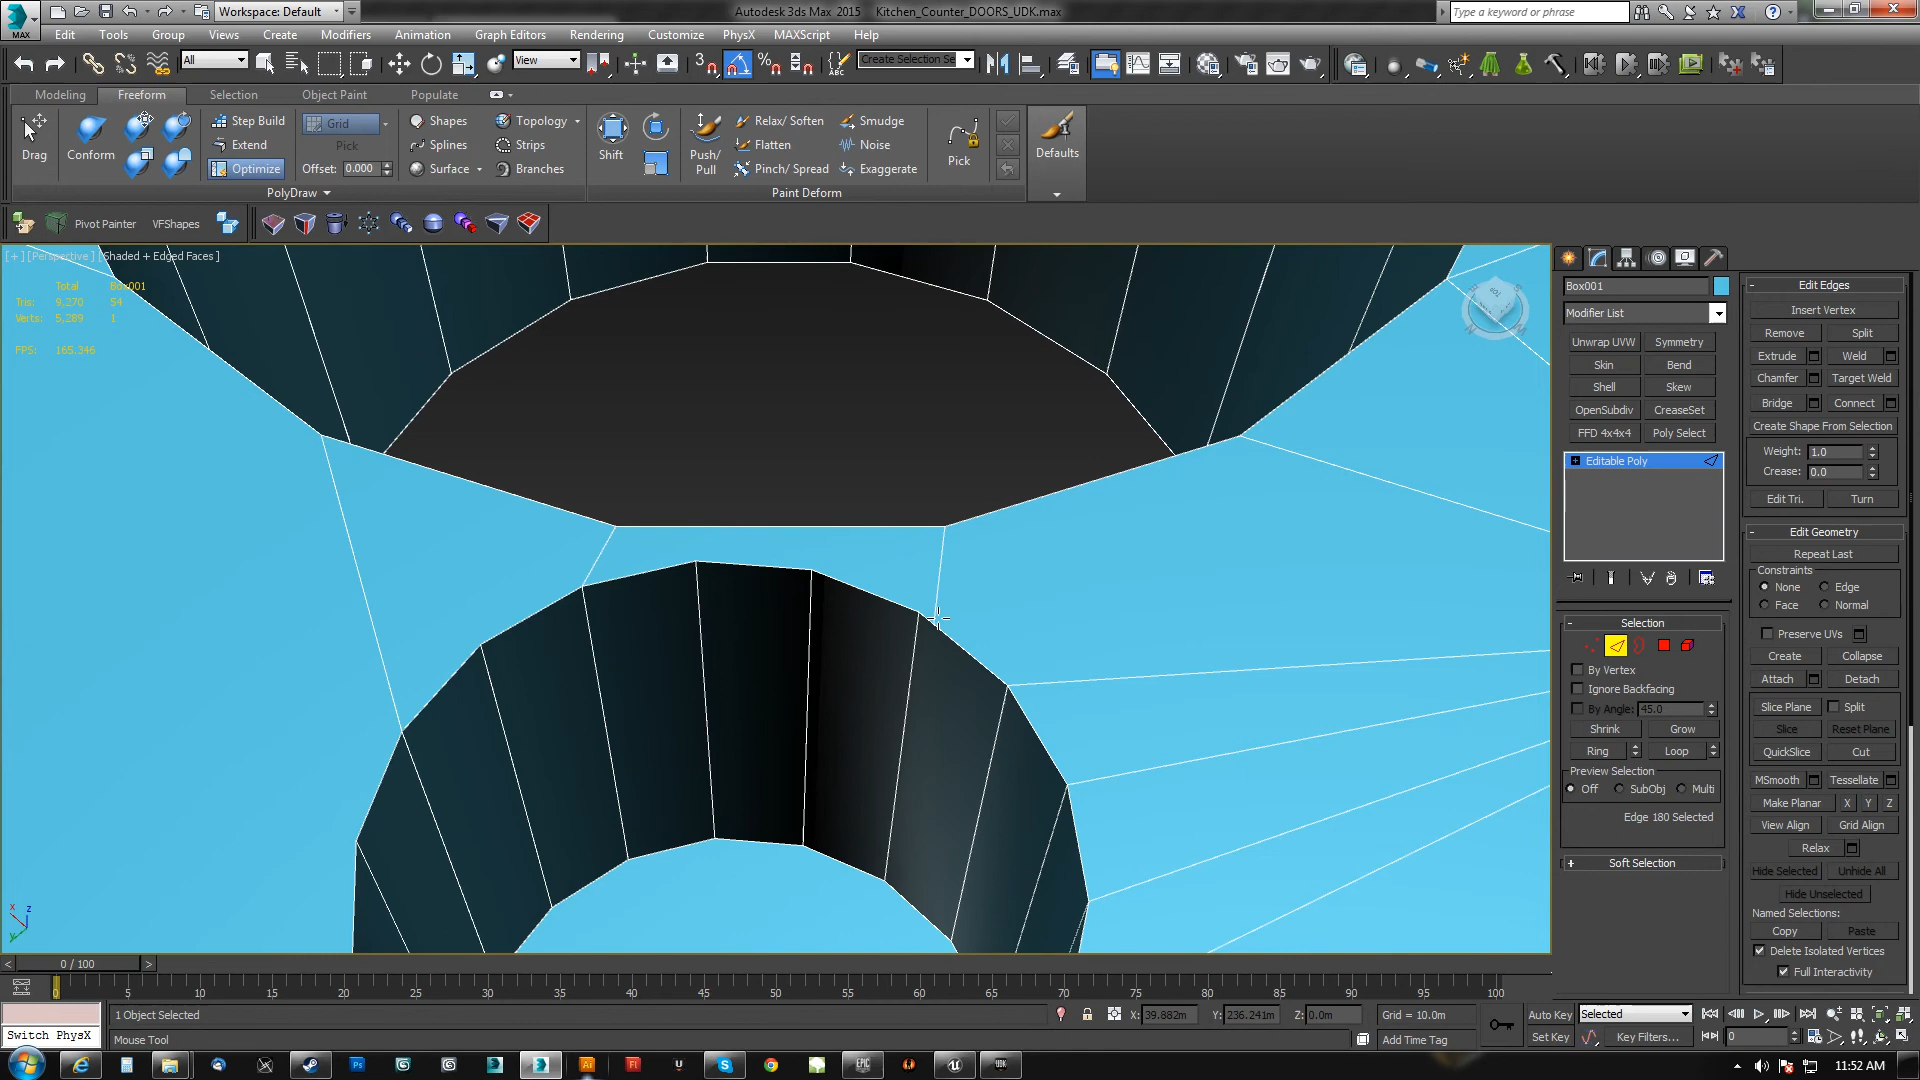 Workspace: Default
Autodesk 3ds Max 2015 Kitchen_Counter_DOORS_UDK.max
Type a keyword or phrase
MAX
Edit Tools Group Views Create Modifiers Animation Graph Editors Rendering Customize PhysX MAXScript Help
All View 3 Create Selection Se
Modeling Freeform Selection Object Paint Populate
Drag
Conform
Step Build
Extend
Optimize
Grid
Pick
Offset: 0.000
Shapes
Splines
Surface
Topology
Strips
Branches
Shift
Push/
Pull
Relax/ Soften
Flatten
Pinch/ Spread
Smudge
Noise
Exaggerate
Pick
Defaults
PolyDraw
Paint Deform
Pivot Painter VFShapes
[+] [Perspective] [Shaded + Edged Faces ]
Total Box001
Tris: 9,270 54
Verts: 5,289 1
FPS: 165.346
Box001
Modifier List
Unwrap UVW Symmetry
Skin Bend
Shell Skew
OpenSubdiv CreaseSet
FFD 4x4x4 Poly Select
Editable Poly
Selection
By Vertex
Ignore Backfacing
By Angle: 45.0
Shrink Grow
Ring Loop
Preview Selection
Off SubObj Multi
Edge 180 Selected
Soft Selection
Edit Edges
Insert Vertex
Remove Split
Extrude Weld
Chamfer Target Weld
Bridge Connect
Create Shape From Selection
Weight: 1.0
Crease: 0.0
Edit Tri. Turn
Edit Geometry
Repeat Last
Constraints
None Edge
Face Normal
Preserve UVs
Create Collapse
Attach Detach
Slice Plane Split
Slice Reset Plane
QuickSlice Cut
MSmooth Tessellate
Make Planar X Y Z
View Align Grid Align
Relax
Hide Selected Unhide All
Hide Unselected
Named Selections:
Copy Paste
Delete Isolated Vertices
Full Interactivity
x z y
< 0 / 100 >
0 5 10 15 20 25 30 35 40 45 50 55 60 65 70 75 80 85 90 95 100
1 Object Selected X: 39.882m Y: 236.241m Z: 0.0m Grid = 10.0m Auto Key Selected
Switch PhysX Mouse Tool Add Time Tag Set Key Key Filters... 0
11:52 AM